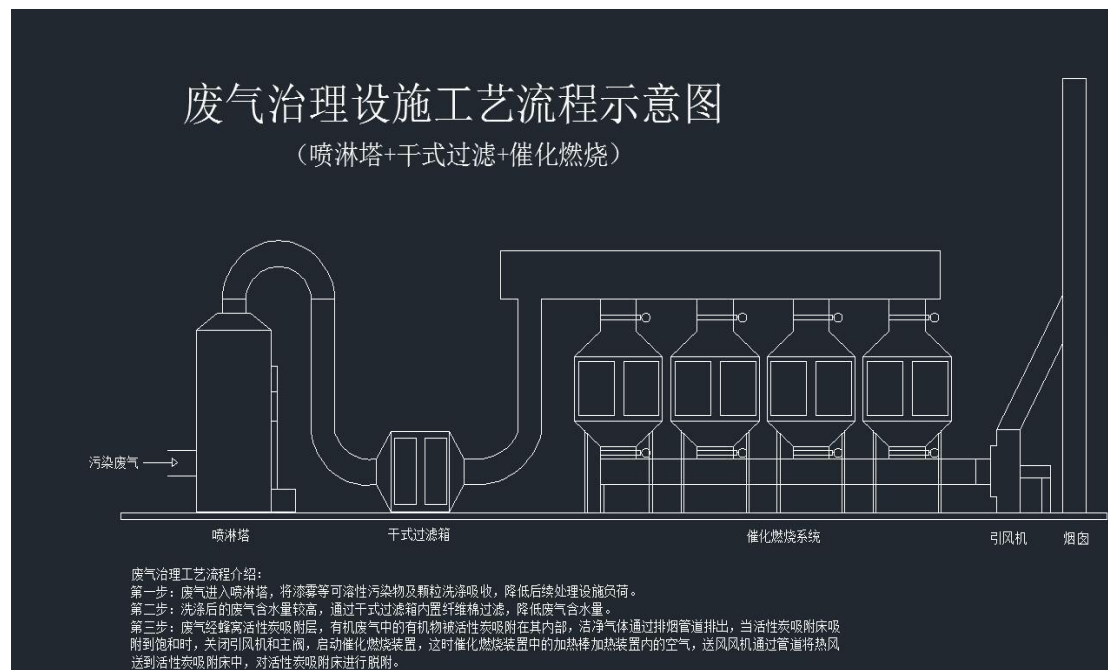 废气治理设施工艺流程示意图
（喷淋塔+干式过滤+催化燃烧）
污染废气
喷淋塔
干式过滤箱
催化燃烧系统
引风机
烟囱
废气治理工艺流程介绍：
第一步：废气进入喷淋塔，将漆雾等可溶性污染物及颗粒洗涤吸收，降低后续处理设施负荷。
第二步：洗涤后的废气含水量较高，通过干式过滤箱内置纤维棉过滤，降低废气含水量。
第三步：废气经蜂窝活性炭吸附层，有机废气中的有机物被活性炭吸附在其内部，洁净气体通过排烟管道排出，当活性炭吸附床吸
附到饱和时，关闭引风机和主阀，启动催化燃烧装置，这时催化燃烧装置中的加热棒加热装置内的空气，送风风机通过管道将热风
送到活性炭吸附床中，对活性炭吸附床进行脱附。